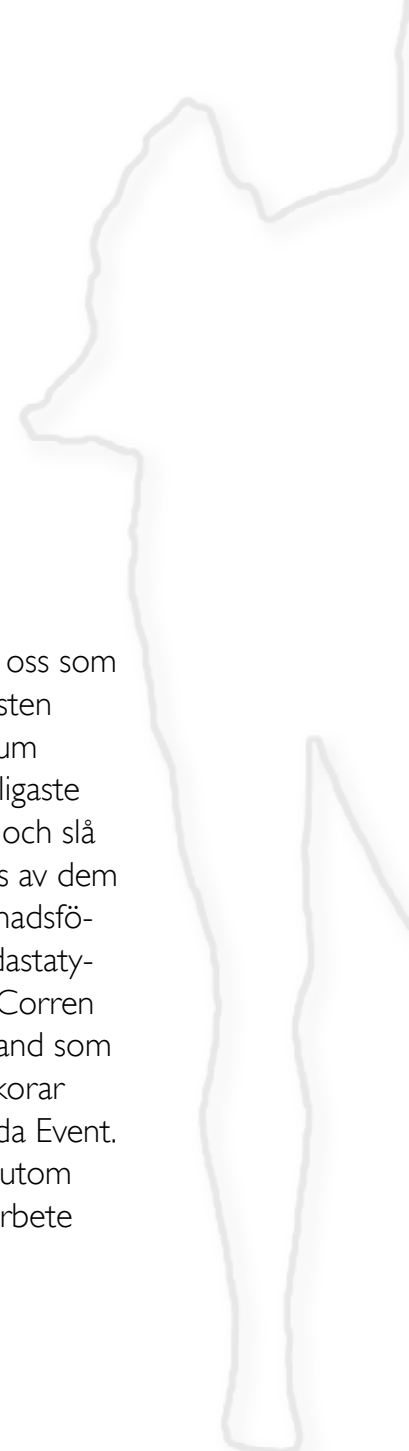 oss som
sten
um
ligaste
och slå
s av dem
nadsfö-
dastaty-
Corren
and som
korar
da Event.
utom
rbete